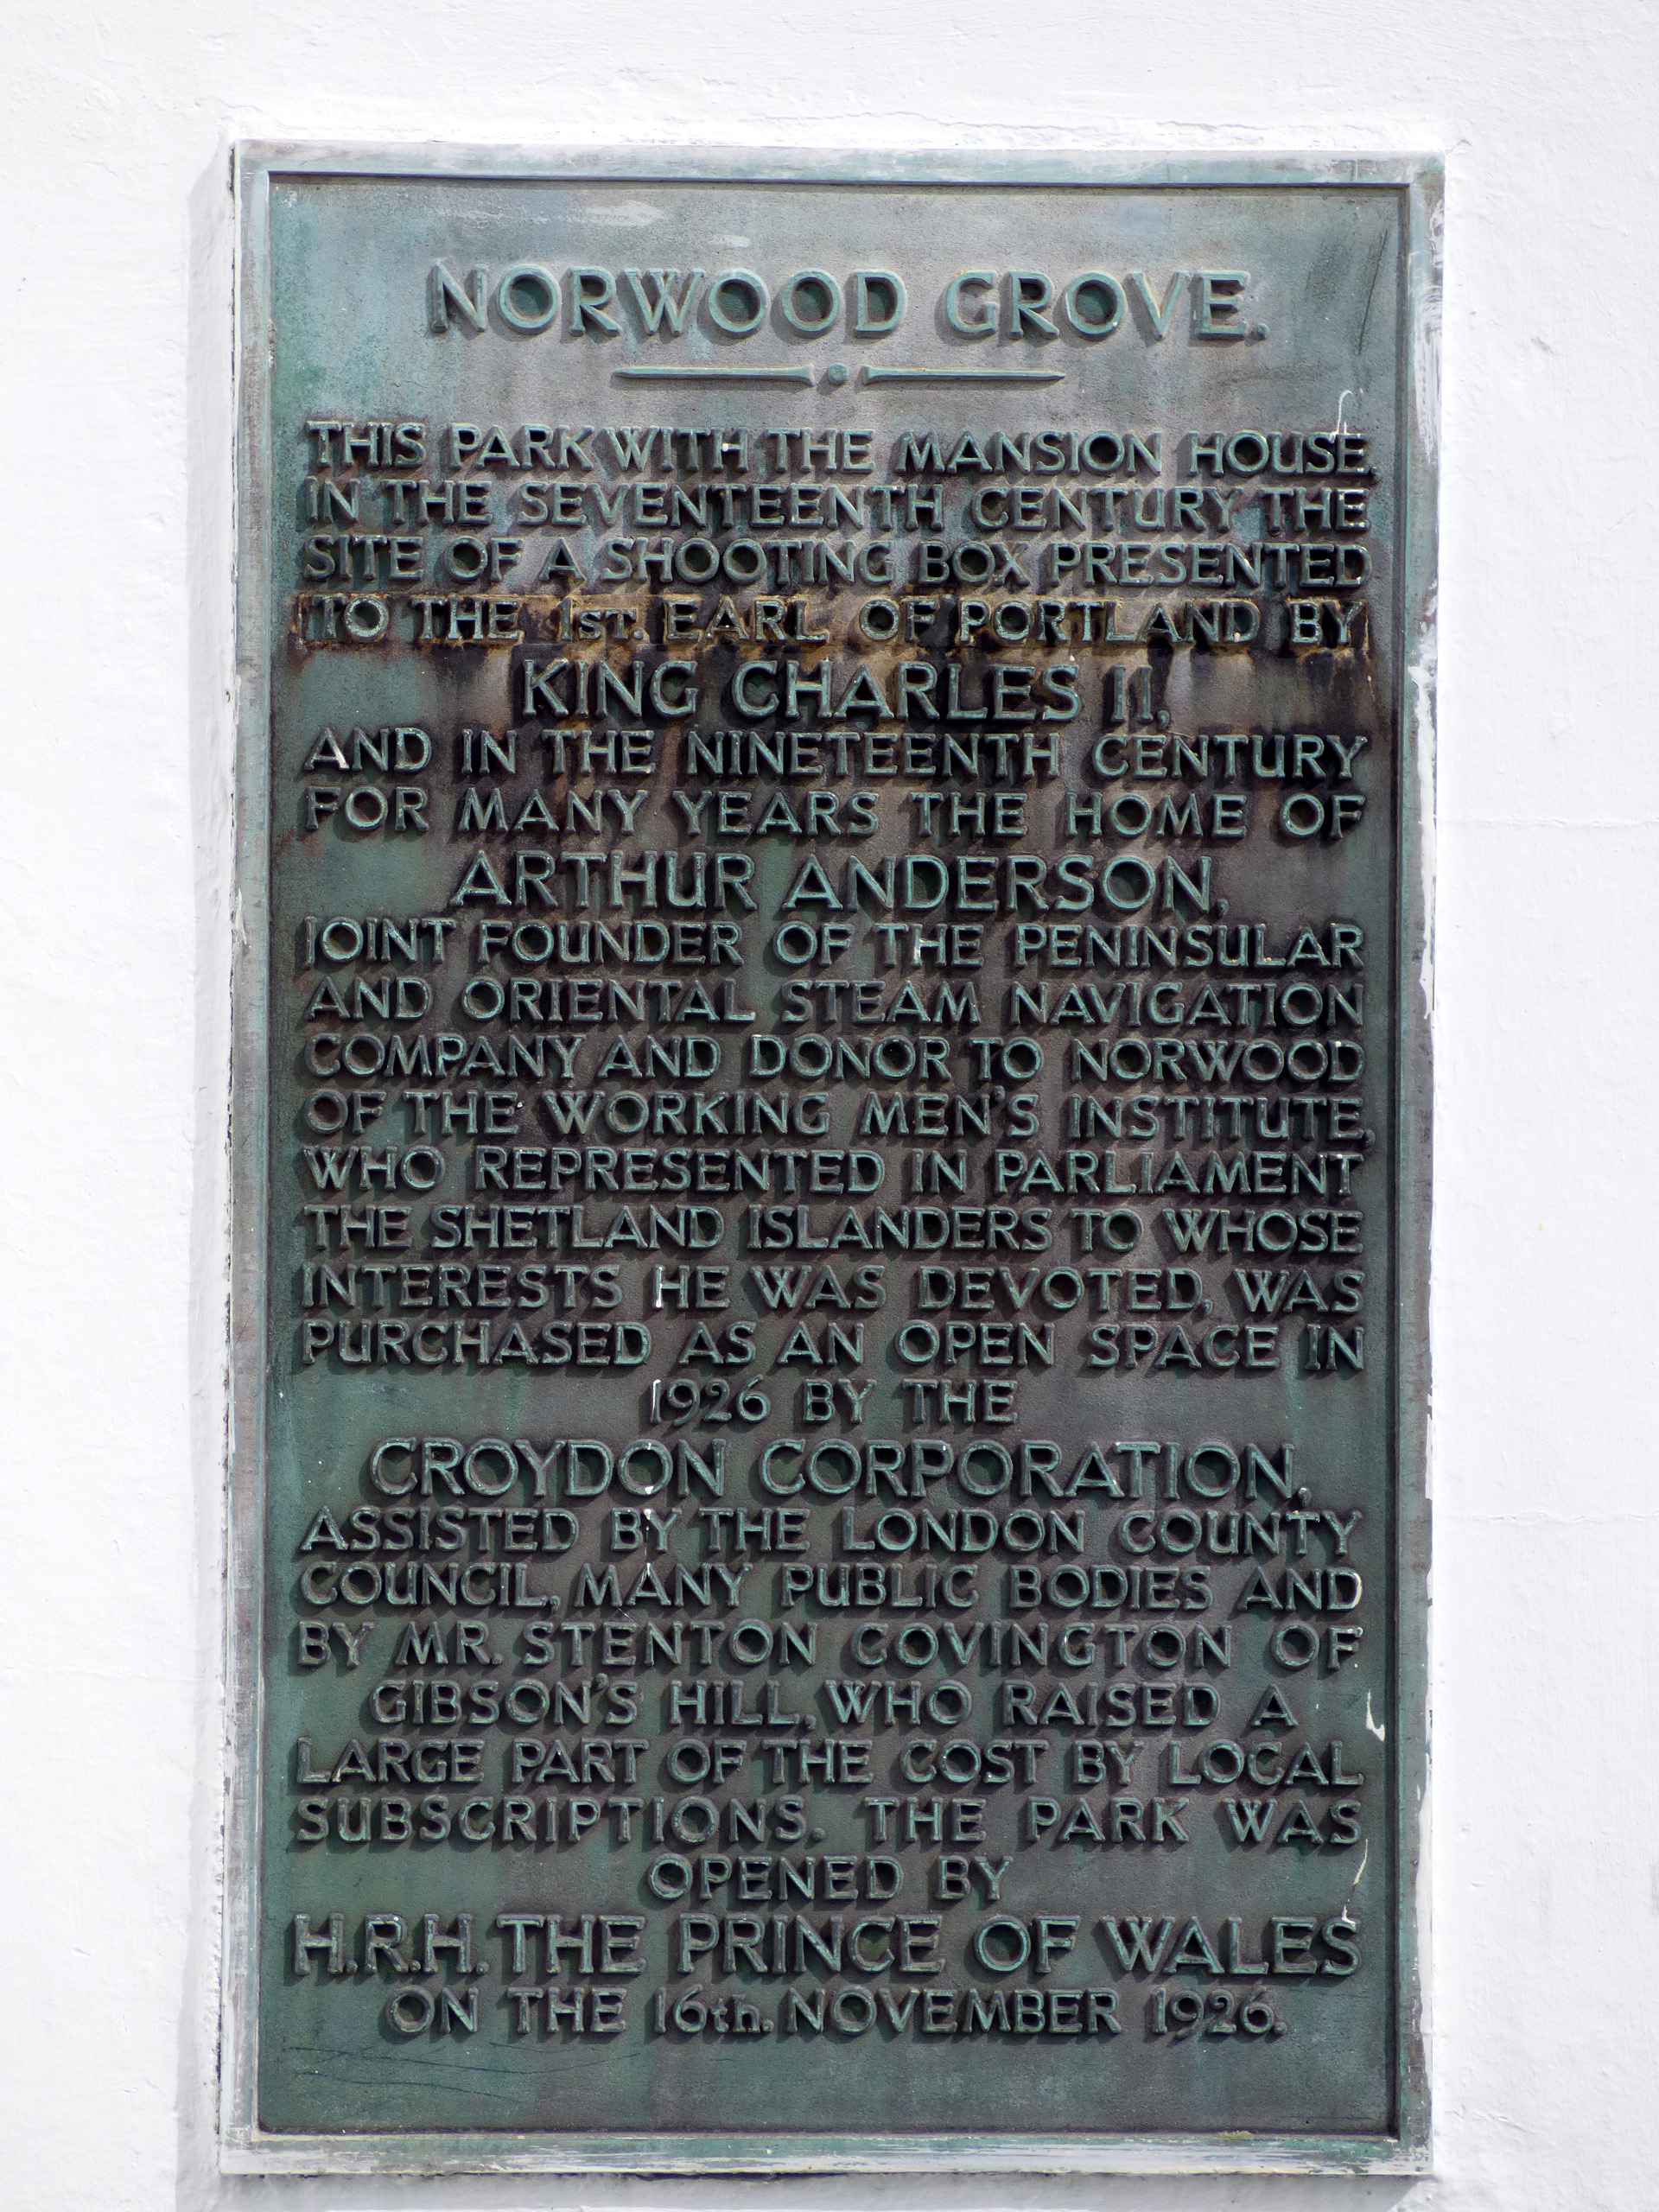 NORWOOD GROVE.
THIS PARK WITH THE MANSION HOUSE,
IN THE SEVENTEENTH CENTURY THE
SITE OF A SHOOTING BOX PRESENTED
TO THE 1ST. EARL OF PORTLAND BY
KING CHARLES II,
AND IN THE NINETEENTH CENTURY
FOR MANY YEARS THE HOME OF
ARTHUR ANDERSON,
JOINT FOUNDER OF THE PENINSULAR
AND ORIENTAL STEAM NAVIGATION
COMPANY AND DONOR TO NORWOOD
OF THE WORKING MEN'S INSTITUTE,
WHO REPRESENTED IN PARLIAMENT
THE SHETLAND ISLANDERS TO WHOSE
INTERESTS HE WAS DEVOTED, WAS
PURCHASED AS AN OPEN SPACE IN
1926 BY THE
CROYDON CORPORATION,
ASSISTED BY THE LONDON COUNTY
COUNCIL, MANY PUBLIC BODIES AND
BY MR. STENTON COVINGTON OF
GIBSON'S HILL, WHO RAISED A
LARGE PART OF THE COST BY LOCAL
SUBSCRIPTIONS. THE PARK WAS
OPENED BY
H.R.H. THE PRINCE OF WALES
ON THE 16th. NOVEMBER 1926.